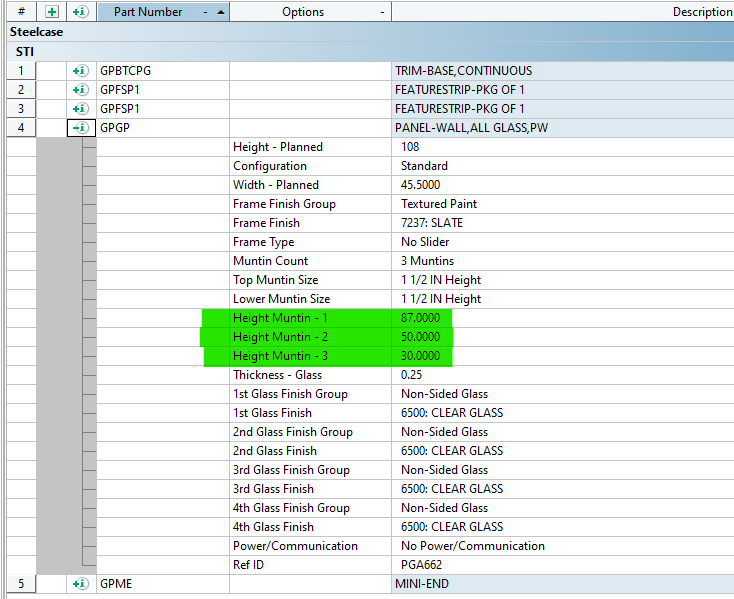 # Part Number - Options - Description
Steelcase
STI
1 GPBTCPG TRIM-BASE,CONTINUOUS
2 GPFSP1 FEATURESTRIP-PKG OF 1
3 GPFSP1 FEATURESTRIP-PKG OF 1
4 GPGP PANEL-WALL,ALL GLASS,PW
Height - Planned 108
Configuration Standard
Width - Planned 45.5000
Frame Finish Group Textured Paint
Frame Finish 7237: SLATE
Frame Type No Slider
Muntin Count 3 Muntins
Top Muntin Size 1 1/2 IN Height
Lower Muntin Size 1 1/2 IN Height
Height Muntin - 1 87.0000
Height Muntin - 2 50.0000
Height Muntin - 3 30.0000
Thickness - Glass 0.25
1st Glass Finish Group Non-Sided Glass
1st Glass Finish 6500: CLEAR GLASS
2nd Glass Finish Group Non-Sided Glass
2nd Glass Finish 6500: CLEAR GLASS
3rd Glass Finish Group Non-Sided Glass
3rd Glass Finish 6500: CLEAR GLASS
4th Glass Finish Group Non-Sided Glass
4th Glass Finish 6500: CLEAR GLASS
Power/Communication No Power/Communication
Ref ID PGA662
5 GPME MINI-END